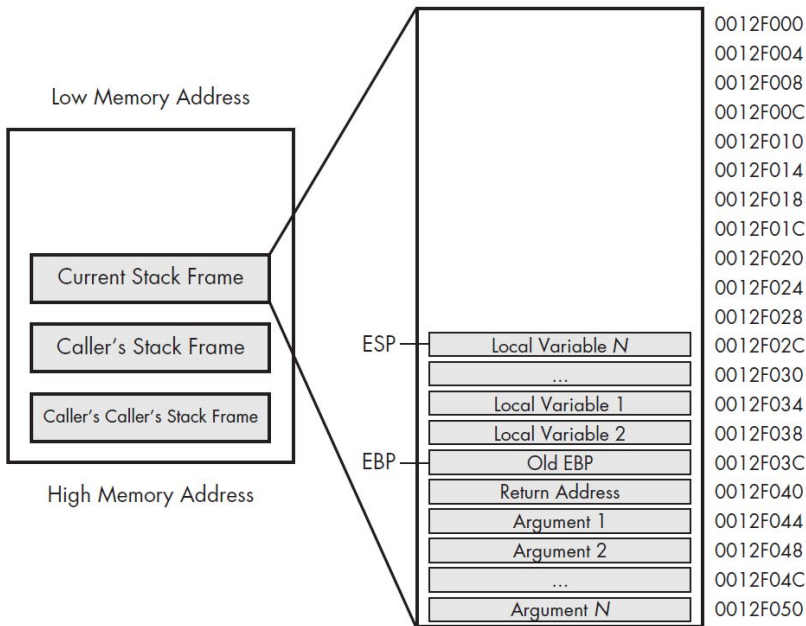 Low Memory Address
Current Stack Frame
Caller's Stack Frame
Caller's Caller's Stack Frame
High Memory Address
0012F000
0012F004
0012F008
0012F00C
0012F010
0012F014
0012F018
0012F01C
0012F020
0012F024
0012F028
ESP Local Variable N 0012F02C
... 0012F030
Local Variable 1 0012F034
Local Variable 2 0012F038
EBP Old EBP 0012F03C
Return Address 0012F040
Argument 1 0012F044
Argument 2 0012F048
... 0012F04C
Argument N 0012F050